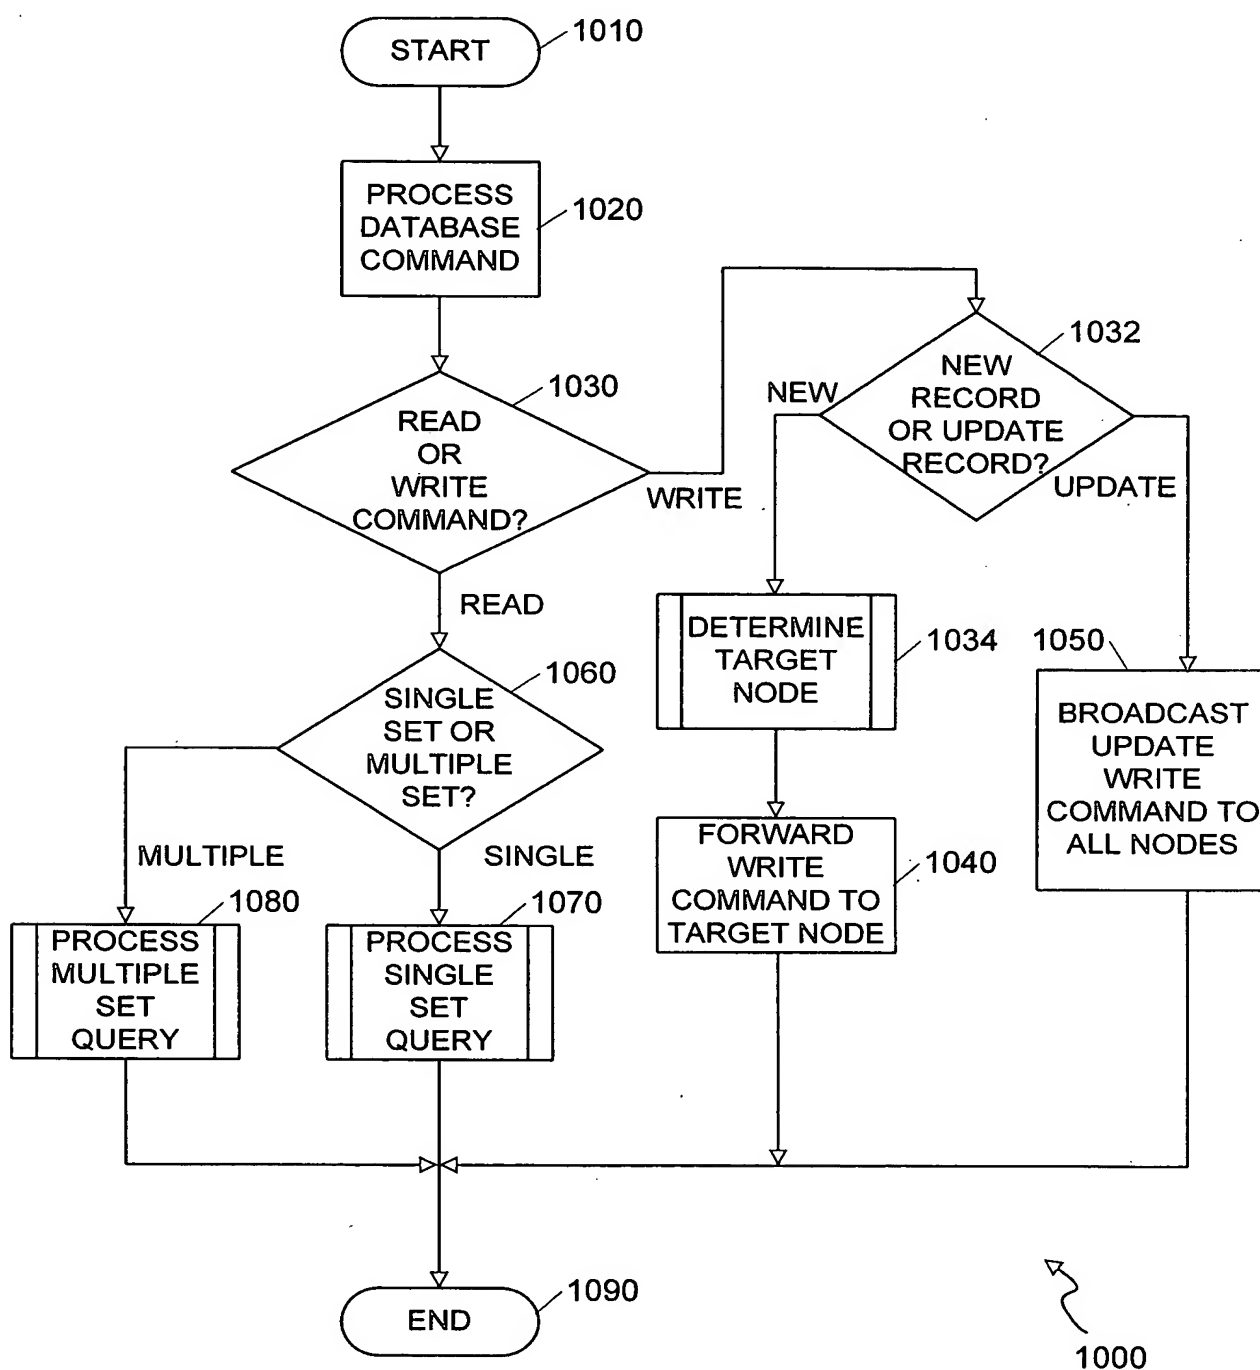 START
1010
PROCESS
DATABASE
COMMAND
1020
READ
OR
WRITE
COMMAND?
1030
WRITE
READ
NEW
RECORD
OR UPDATE
RECORD?
1032
NEW
UPDATE
DETERMINE
TARGET
NODE
1034
FORWARD
WRITE
COMMAND TO
TARGET NODE
1040
BROADCAST
UPDATE
WRITE
COMMAND TO
ALL NODES
1050
SINGLE
SET OR
MULTIPLE
SET?
1060
MULTIPLE
SINGLE
PROCESS
MULTIPLE
SET
QUERY
1080
PROCESS
SINGLE
SET
QUERY
1070
END
1090
1000